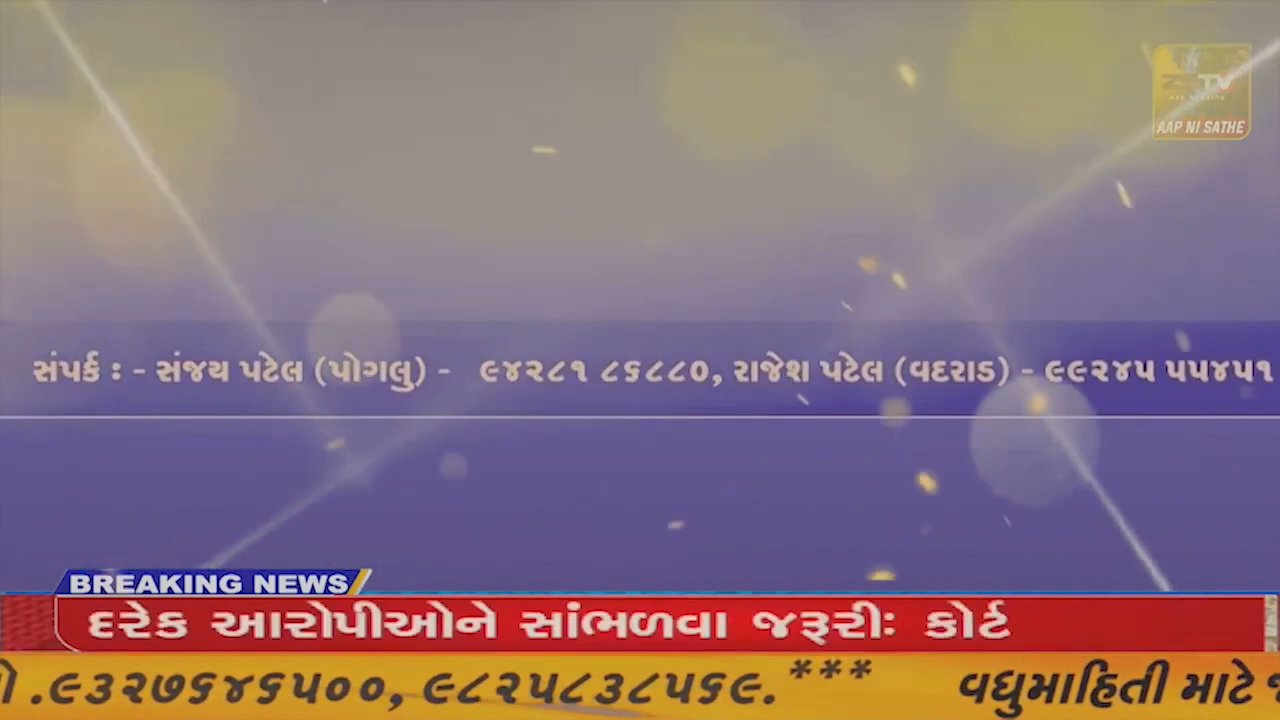 TV
AAP NI SATHE
સંપર્ક : - સંજય પટેલ (પોગલુ) - ૯૪૨૮૧ ૮૬૮૮૦, રાજેશ પટેલ (વદરાડ) - ૯૯૨૪૫ ૫૫૪૫૧
BREAKING NEWS
દરેક આરોપીઓને સાંભળવા જરૂરીઃ કોર્ટ
.૯૩૨૭૬૪૬૫૦૦, ૯૮૨૫૮૩૮૫૬૯.*** વધુમાહિતી માટે